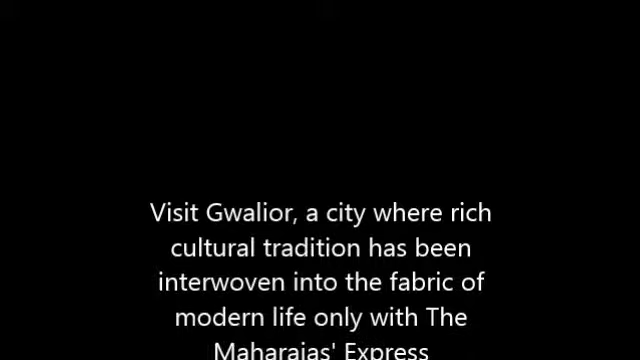 Visit Gwalior, a city where rich
cultural tradition has been
interwoven into the fabric of
modern life only with The
Maharajas' Express